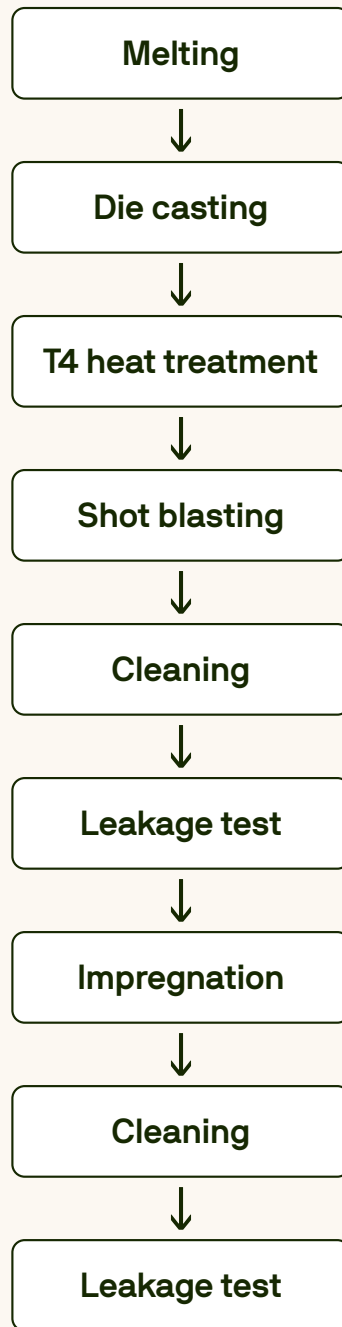 Melting
Die casting
T4 heat treatment
Shot blasting
Cleaning
Leakage test
Impregnation
Cleaning
Leakage test